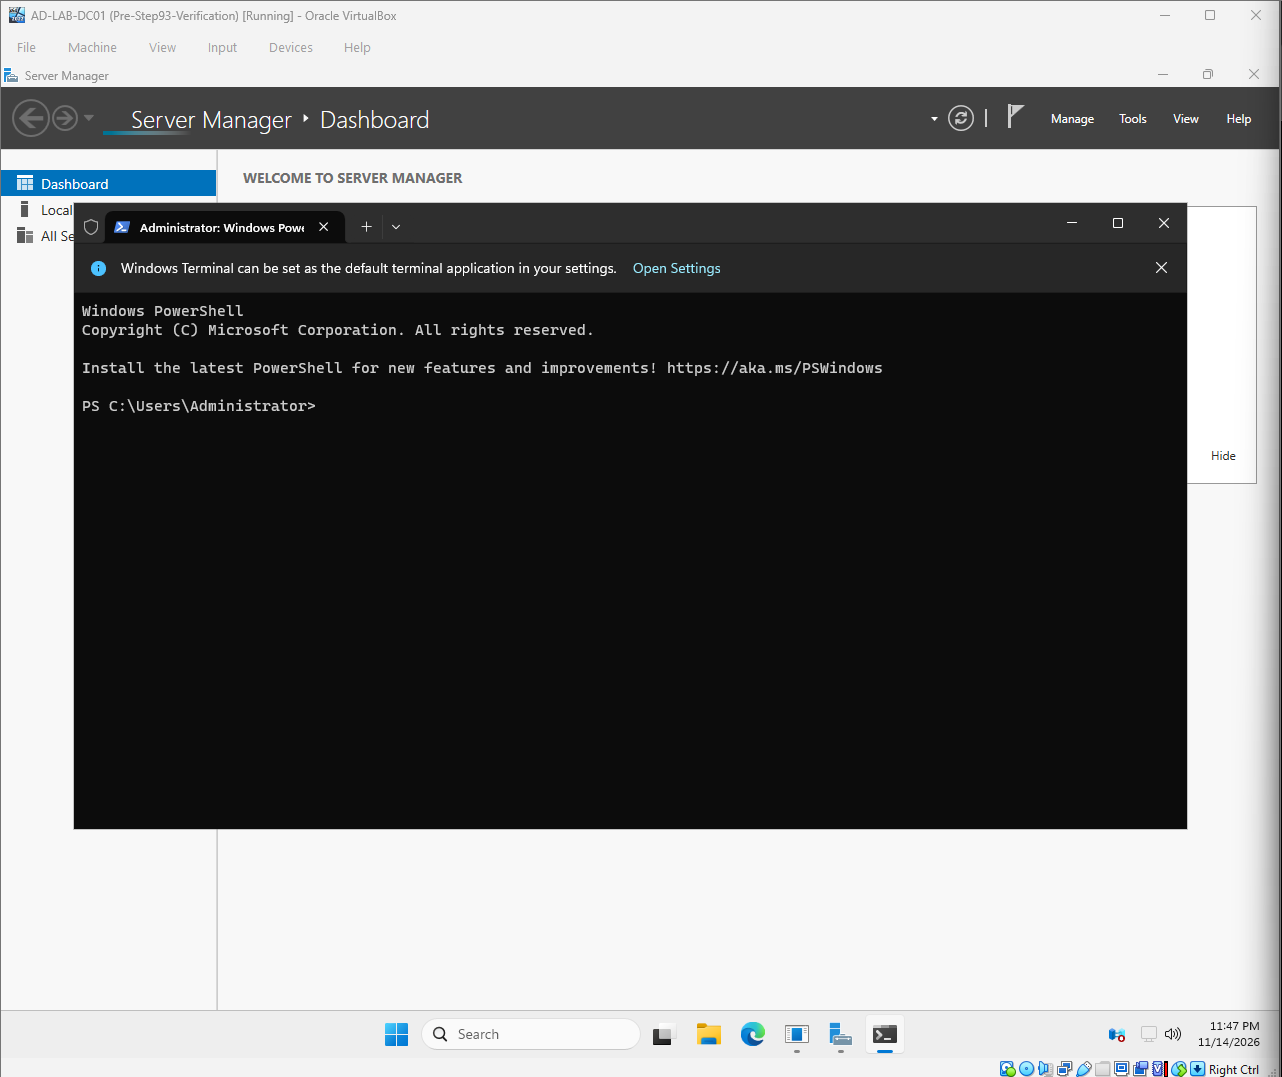 AD-LAB-DC01 (Pre-Step93-Verification) [Running] - Oracle VirtualBox
File Machine View Input Devices Help
Server Manager
Server Manager Dashboard
Manage Tools View Help
Dashboard
WELCOME TO SERVER MANAGER
Local
All Se
Administrator: Windows Powe
Windows Terminal can be set as the default terminal application in your settings. Open Settings
Windows PowerShell
Copyright (C) Microsoft Corporation. All rights reserved.
Install the latest PowerShell for new features and improvements! https://aka.ms/PSWindows
PS C:\Users\Administrator>
Hide
Search
11:47 PM
11/14/2026
Right Ctrl